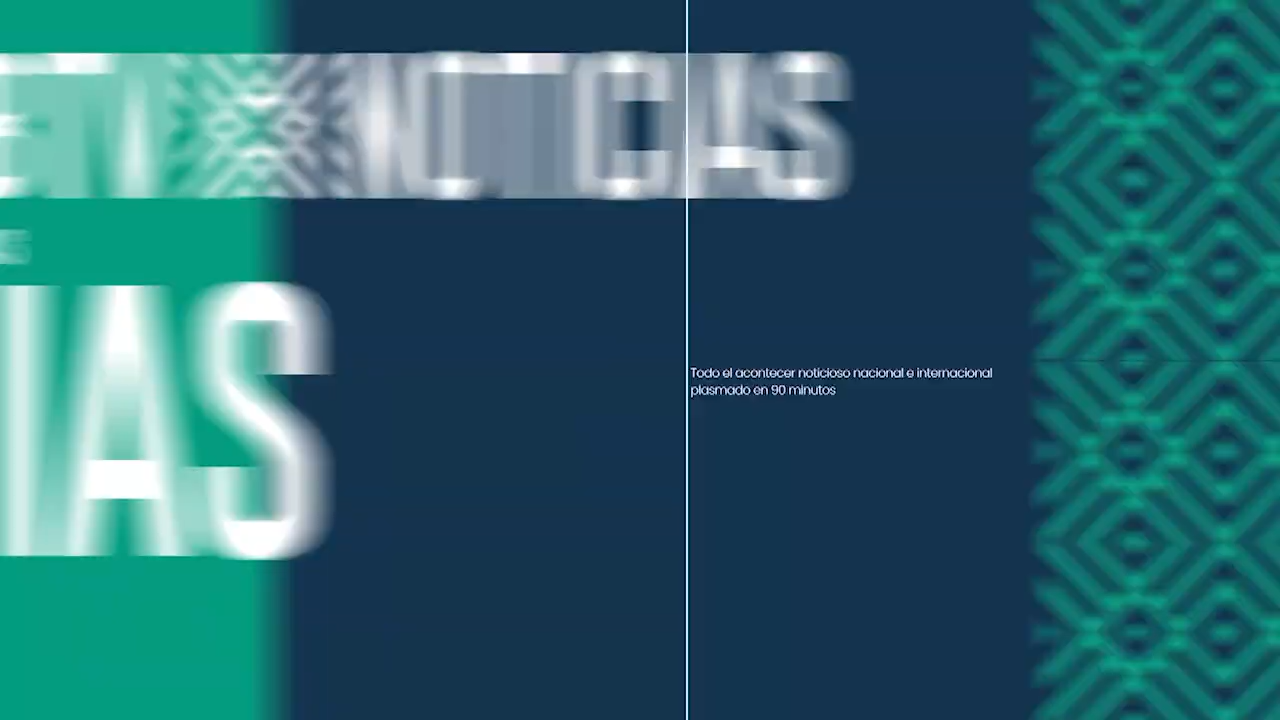 NOTICIAS
IAS
Todo el acontecer noticioso nacional e internacional
plasmado en 90 minutos